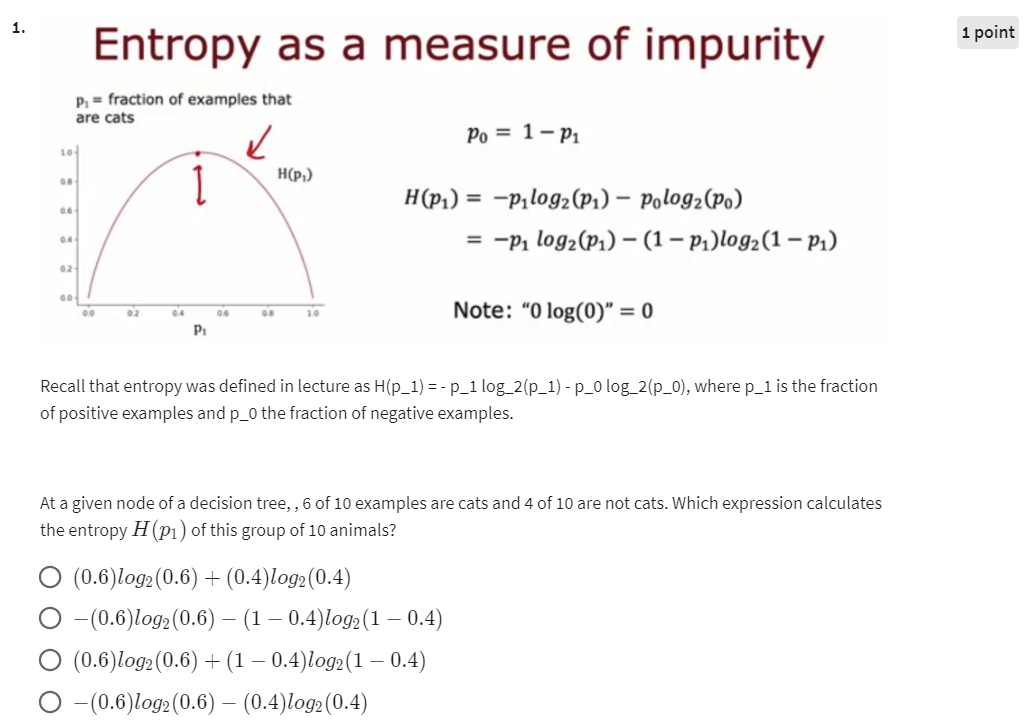 1.
1 point
Entropy as a measure of impurity
p₁ = fraction of examples that
are cats
1.0
0.8
0.6
0.4
0.2
0.0
H(p₁)
0.0 0.2 0.4 0.6 0.8 1.0
p₁
1
p₀ = 1 − p₁
H(p₁) = −p₁log₂(p₁) − p₀log₂(p₀)
= −p₁ log₂(p₁) − (1 − p₁)log₂(1 − p₁)
Note: “0 log(0)” = 0
Recall that entropy was defined in lecture as H(p_1) = - p_1 log_2(p_1) - p_0 log_2(p_0), where p_1 is the fraction
of positive examples and p_0 the fraction of negative examples.
At a given node of a decision tree, , 6 of 10 examples are cats and 4 of 10 are not cats. Which expression calculates
the entropy H(p₁) of this group of 10 animals?
(0.6)log₂(0.6) + (0.4)log₂(0.4)
−(0.6)log₂(0.6) − (1 − 0.4)log₂(1 − 0.4)
(0.6)log₂(0.6) + (1 − 0.4)log₂(1 − 0.4)
−(0.6)log₂(0.6) − (0.4)log₂(0.4)